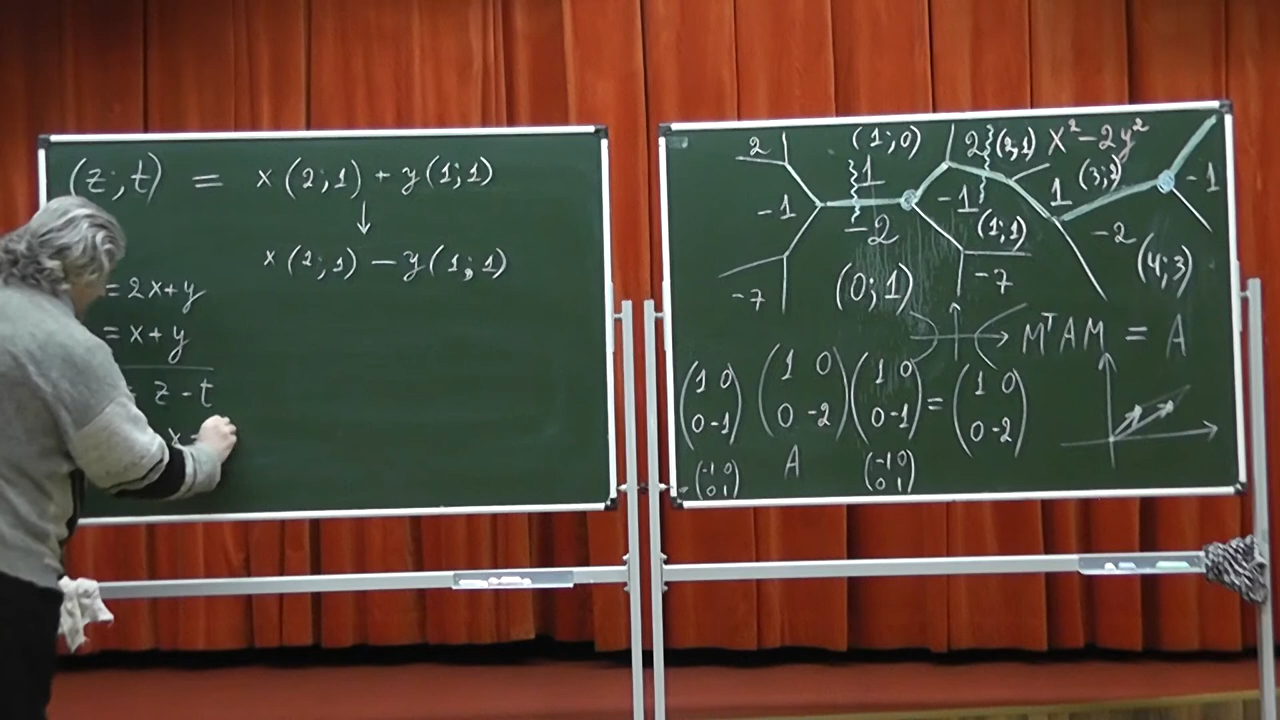 (z; t) = x(2;1) + y(1;1)
↓
x(2;1) − y(1;1)
= 2x+y
= x+y
z − t
x
2 (1;0) 2 (2;1) x² − 2y²
1 (3;2)
-1 -1 1 -1
-2 (1;1) -2
-7 (0;1) -7 (4;3)
MᵀAM = A
(1 0 (1 0 (1 0 = (1 0
0 -1) 0 -2) 0 -1) 0 -2)
(-1 0 A (-1 0
0 1) 0 1)